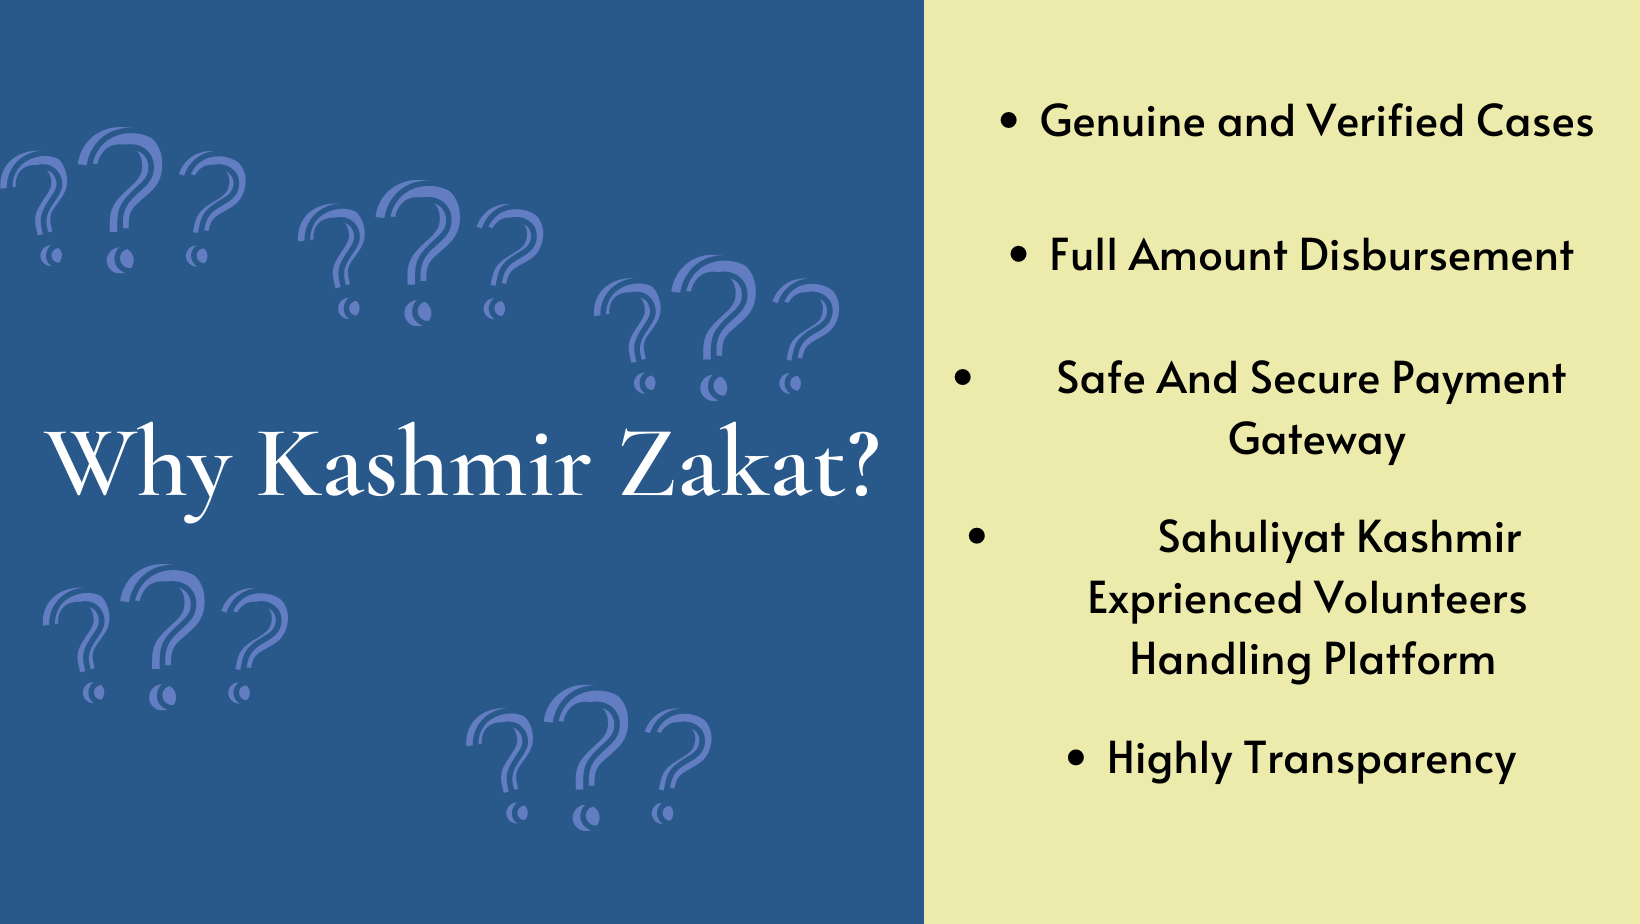 Why Kashmir Zakat?
• Genuine and Verified Cases
• Full Amount Disbursement
• Safe And Secure Payment
Gateway
• Sahuliyat Kashmir
Exprienced Volunteers
Handling Platform
• Highly Transparency